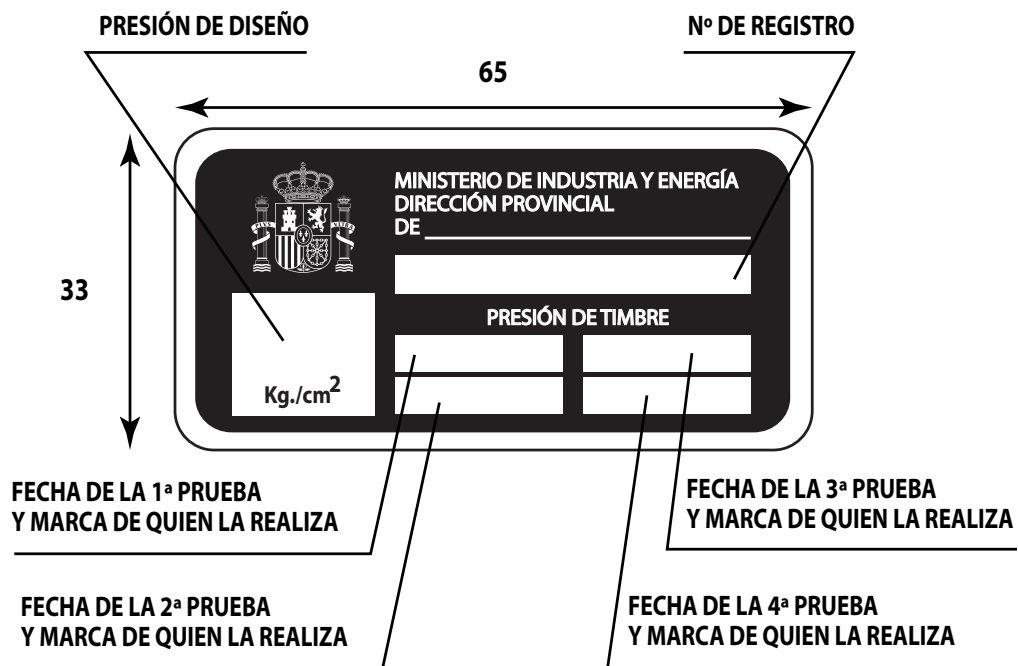 PRESIÓN DE DISEÑO
Nº DE REGISTRO
65
33
PLVS VLTRA
MINISTERIO DE INDUSTRIA Y ENERGÍA
DIRECCIÓN PROVINCIAL
DE
PRESIÓN DE TIMBRE
Kg./cm²
FECHA DE LA 1ª PRUEBA
Y MARCA DE QUIEN LA REALIZA
FECHA DE LA 3ª PRUEBA
Y MARCA DE QUIEN LA REALIZA
FECHA DE LA 2ª PRUEBA
Y MARCA DE QUIEN LA REALIZA
FECHA DE LA 4ª PRUEBA
Y MARCA DE QUIEN LA REALIZA